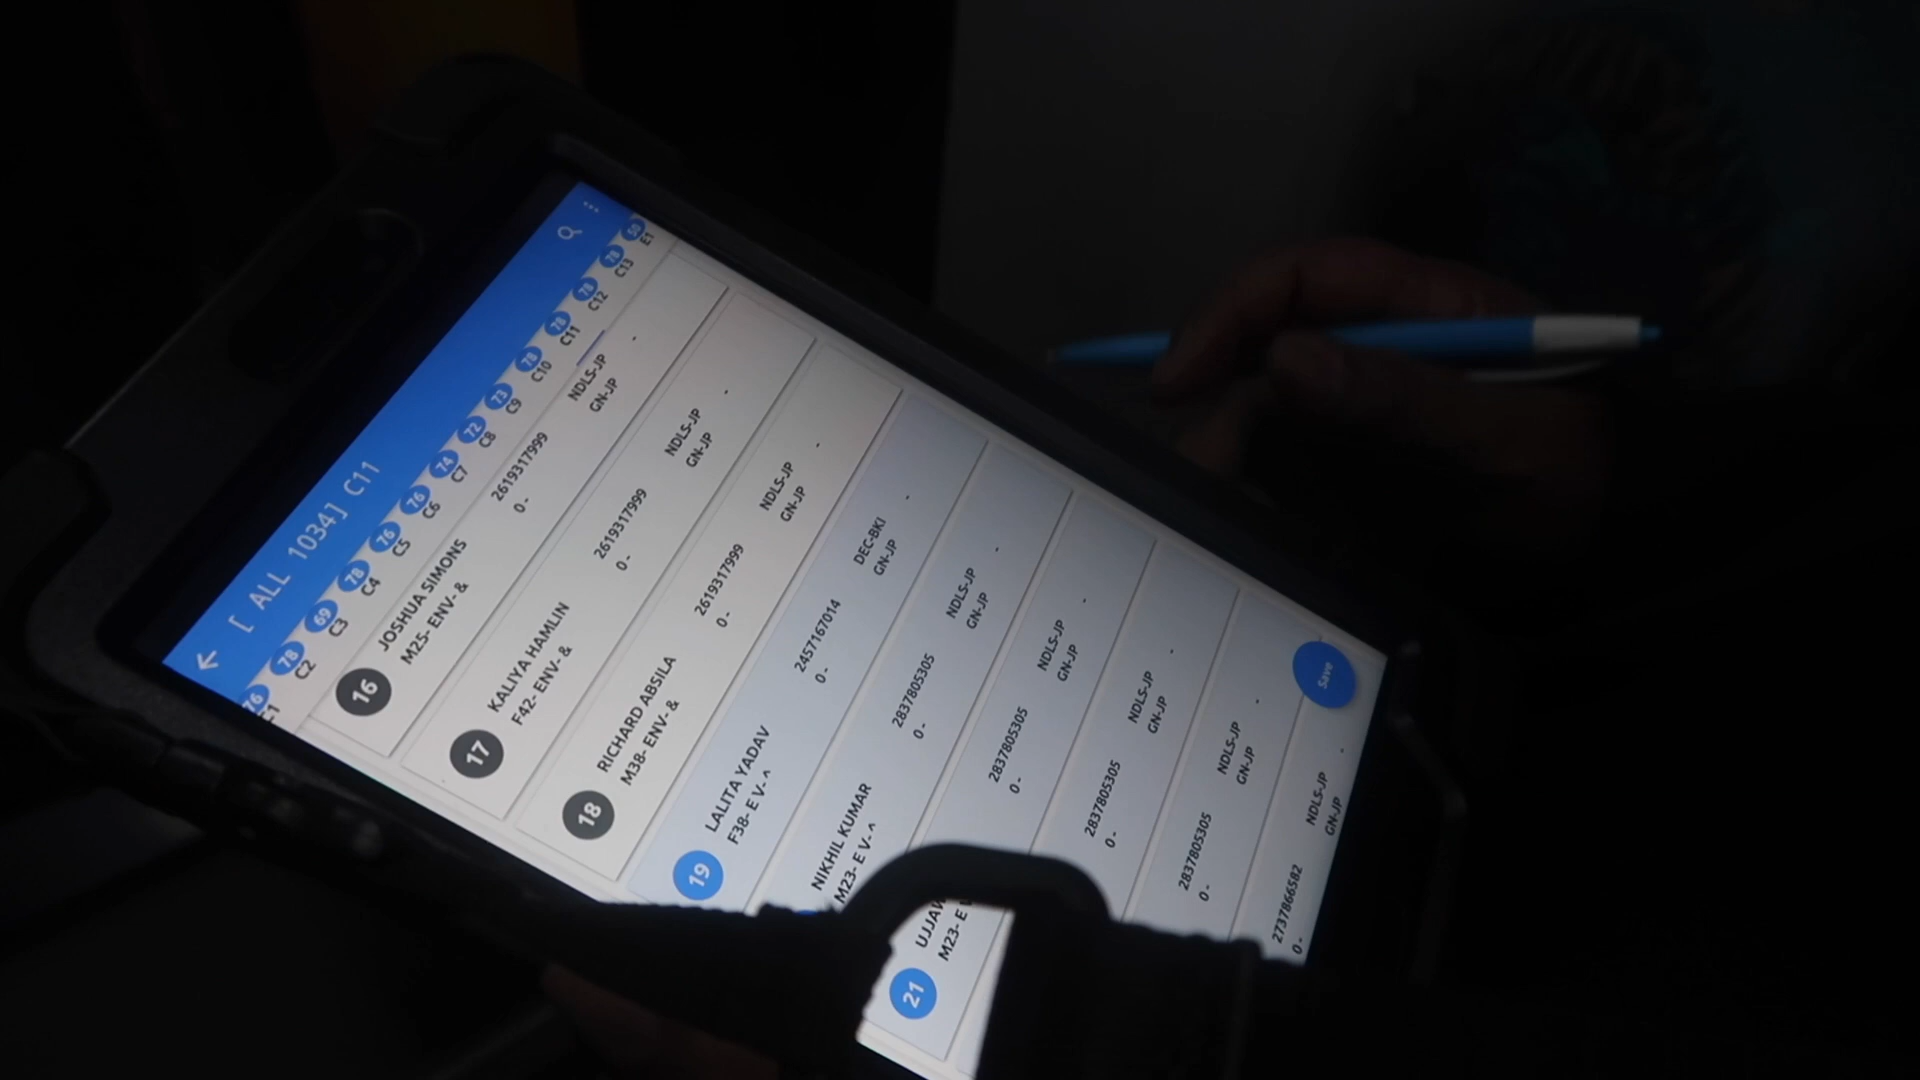 [ ALL 1034] C11
76 78 69 78 76 76 74 72 73 78 78 78 78 50
C1 C2 C3 C4 C5 C6 C7 C8 C9 C10 C11 C12 C13 E1
16 JOSHUA SIMONS 2619317999 NDLS-JP -
M25- ENV- & 0 - GN-JP
17 KALIYA HAMLIN 2619317999 NDLS-JP -
F42- ENV- & 0 - GN-JP
18 RICHARD ABSILA 2619317999 NDLS-JP -
M38- ENV- & 0 - GN-JP
19 LALITA YADAV 2457167014 DEC-BKI -
F38- E V- ^ 0 - GN-JP
NIKHIL KUMAR 2837805305 NDLS-JP -
M23- E V- ^ 0 - GN-JP
21 2837805305 NDLS-JP -
M23- E 0 - GN-JP
2837805305 NDLS-JP -
0 - GN-JP
2837805305 NDLS-JP -
0 - GN-JP
2737866582 NDLS-JP -
0 - GN-JP
Save